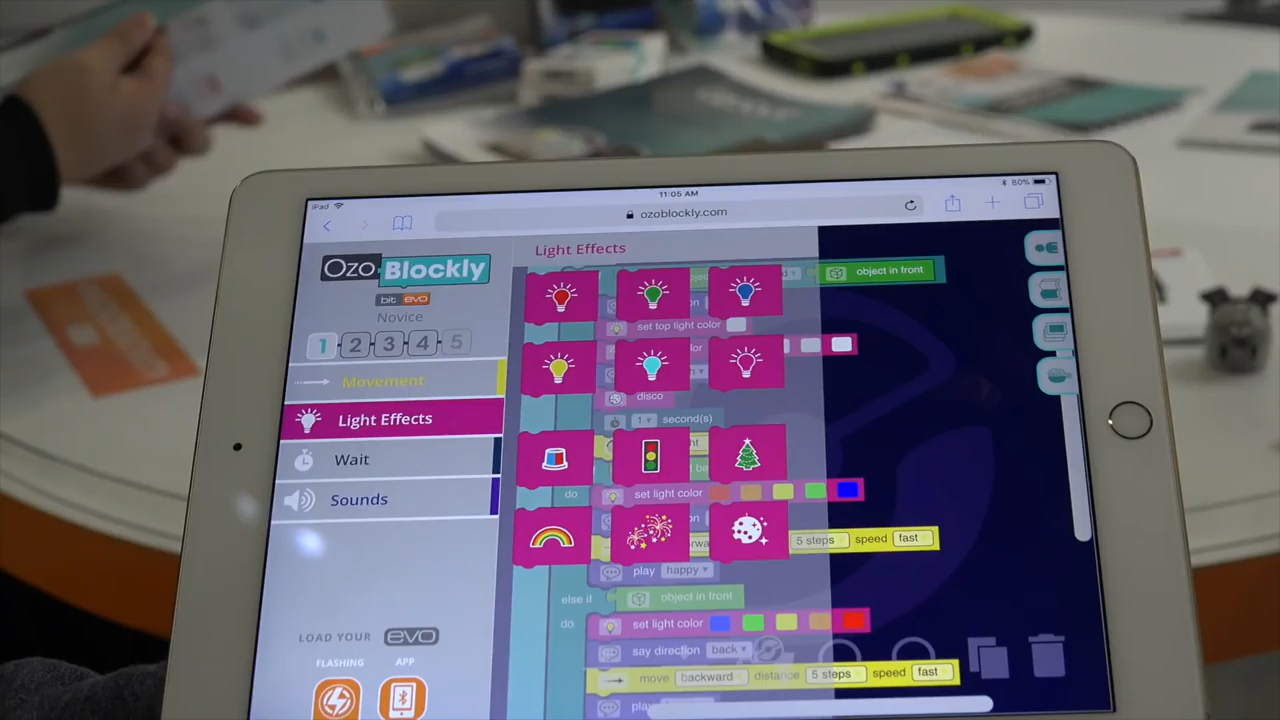 iPad
11:05 AM
80%
ozoblockly.com
Ozo Blockly
bit evo
Novice
1 2 3 4 5
Movement
Light Effects
Wait
Sounds
LOAD YOUR evo
FLASHING
APP
Light Effects
object in front
set top light color
disco
1 second(s)
do
set light color
5 steps speed fast
play happy
else if object in front
do set light color
say direction back
move backward distance 5 steps speed fast